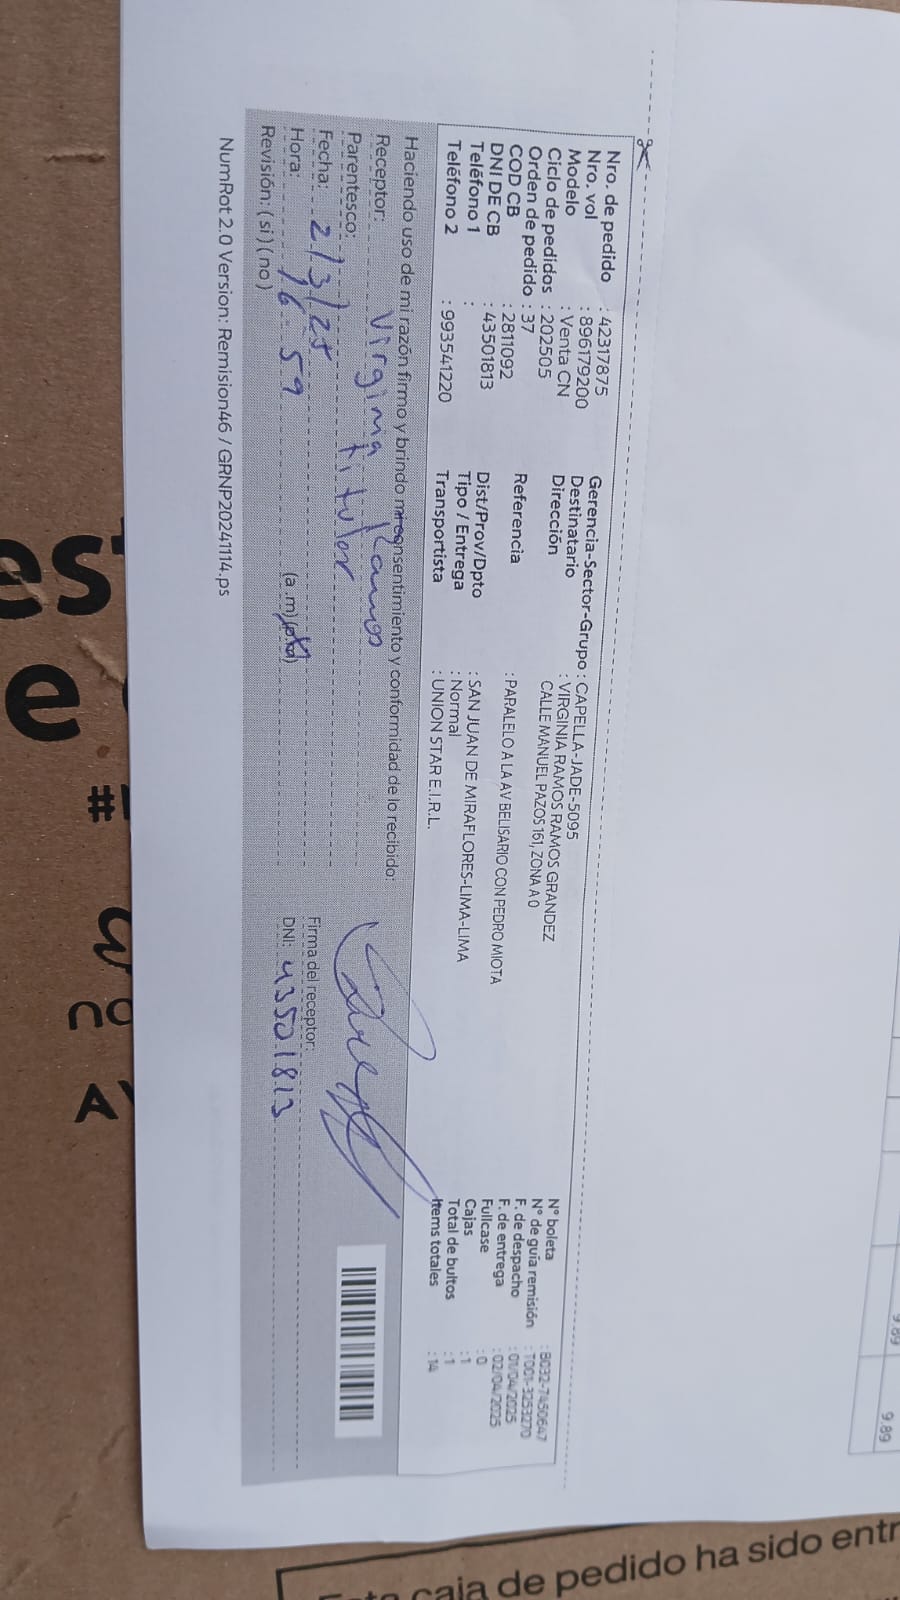 Nro. de pedido : 42317875
Nro. vol : 896179200
Modelo : Venta CN
Ciclo de pedidos : 202505
Orden de pedido : 37
COD CB : 2811092
DNI DE CB : 43501813
Teléfono 1 :
Teléfono 2 : 993541220
Gerencia-Sector-Grupo : CAPELLA-JADE-5095
Destinatario : VIRGINIA RAMOS RAMOS GRANDEZ
Dirección CALLE MANUEL PAZOS 161, ZONA A 0
Referencia : PARALELO A LA AV BELISARIO CON PEDRO MIOTA
Dist/Prov/Dpto : SAN JUAN DE MIRAFLORES-LIMA-LIMA
Tipo / Entrega : Normal
Transportista : UNION STAR E.I.R.L.
N° boleta : B032-7450647
N° de guía remisión : T001-3253270
F. de despacho : 01/04/2025
F. de entrega : 02/04/2025
Fullcase : 0
Cajas : 1
Total de bultos : 1
Items totales : 14
Haciendo uso de mi razón firmo y brindo mi consentimiento y conformidad de lo recibido:
Receptor: Virginia Ramos
Parentesco: titular
Fecha: 2/3/25
Hora: 16 59 (a.m)(p.m)
Revisión: (si) (no)
Firma del receptor:
DNI: 43501813
NumRot 2.0 Version: Remision46 / GRNP20241114.ps
9.89
9.89
es
e
#
no
A
caja de pedido ha sido entr